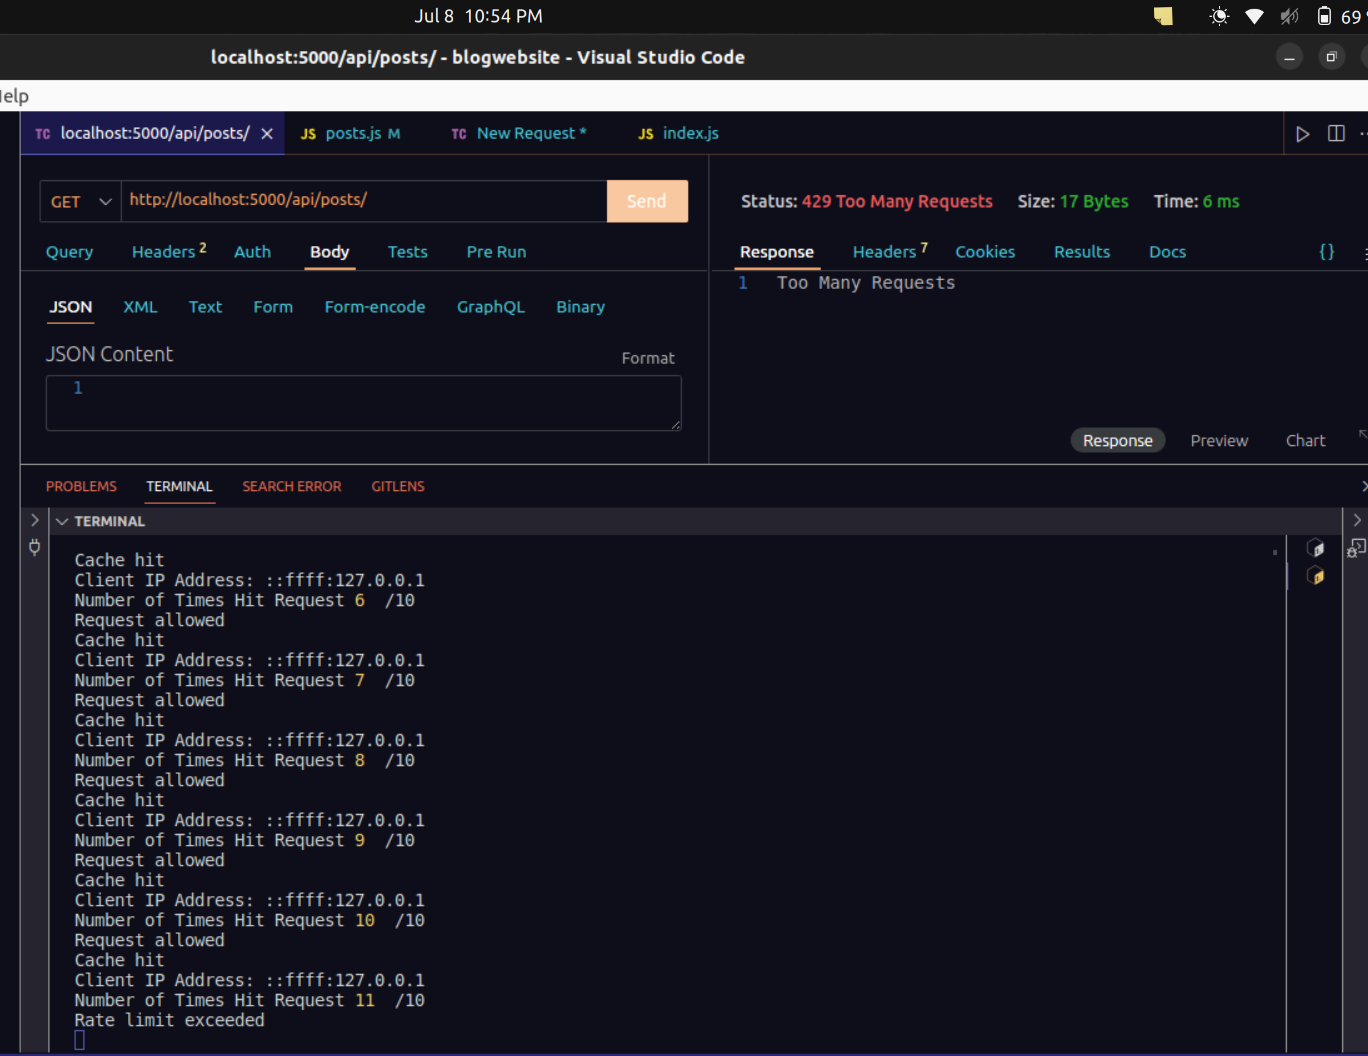 Jul 8 10:54 PM
69
localhost:5000/api/posts/ - blogwebsite - Visual Studio Code
elp
TC localhost:5000/api/posts/ JS posts.js M TC New Request * JS index.js
GET http://localhost:5000/api/posts/ Send
Query Headers 2 Auth Body Tests Pre Run
JSON XML Text Form Form-encode GraphQL Binary
JSON Content
Format
1
Status: 429 Too Many Requests Size: 17 Bytes Time: 6 ms
Response Headers 7 Cookies Results Docs {}
1 Too Many Requests
Response Preview Chart
PROBLEMS TERMINAL SEARCH ERROR GITLENS
TERMINAL
Cache hit
Client IP Address: ::ffff:127.0.0.1
Number of Times Hit Request 6 /10
Request allowed
Cache hit
Client IP Address: ::ffff:127.0.0.1
Number of Times Hit Request 7 /10
Request allowed
Cache hit
Client IP Address: ::ffff:127.0.0.1
Number of Times Hit Request 8 /10
Request allowed
Cache hit
Client IP Address: ::ffff:127.0.0.1
Number of Times Hit Request 9 /10
Request allowed
Cache hit
Client IP Address: ::ffff:127.0.0.1
Number of Times Hit Request 10 /10
Request allowed
Cache hit
Client IP Address: ::ffff:127.0.0.1
Number of Times Hit Request 11 /10
Rate limit exceeded